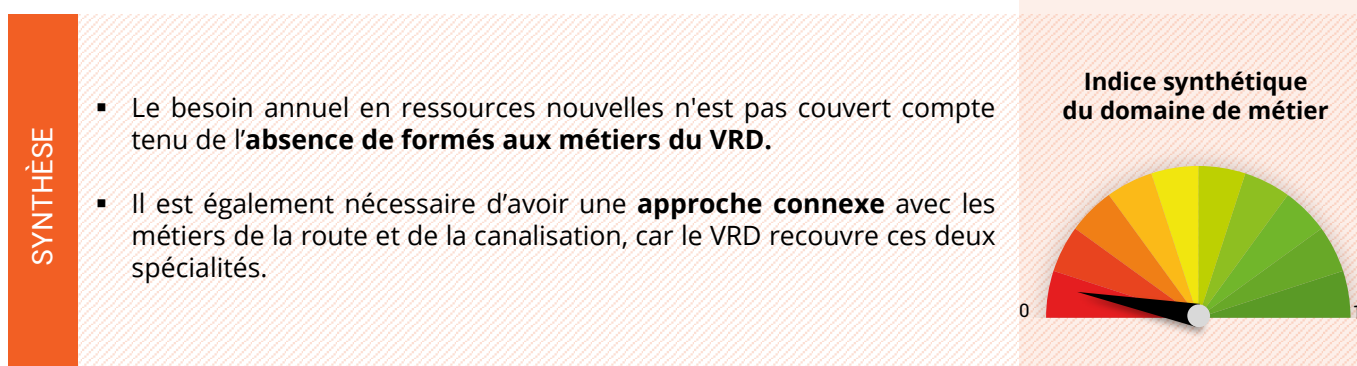 SYNTHÈSE
▪ Le besoin annuel en ressources nouvelles n'est pas couvert compte
tenu de l’absence de formés aux métiers du VRD.
▪ Il est également nécessaire d’avoir une approche connexe avec les
métiers de la route et de la canalisation, car le VRD recouvre ces deux
spécialités.
Indice synthétique
du domaine de métier
0